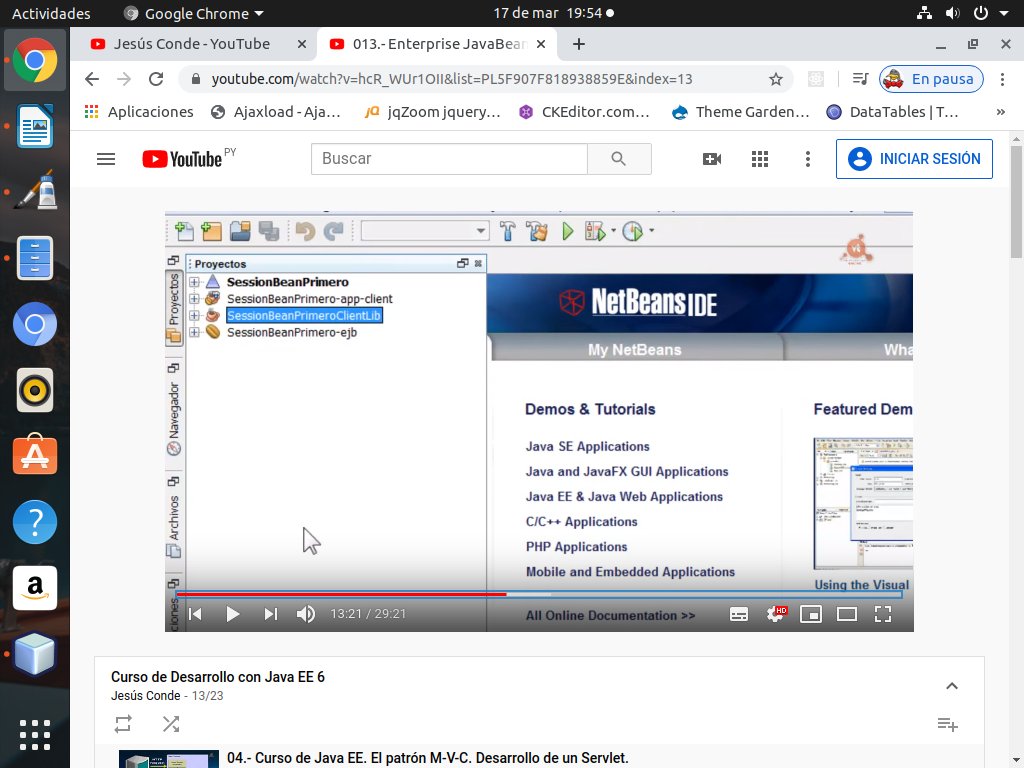 Actividades
Google Chrome
17 de mar 19:54
Jesús Conde - YouTube
013.- Enterprise JavaBean
youtube.com/watch?v=hcR_WUr1OII&list=PL5F907F818938859E&index=13
En pausa
Aplicaciones
Ajaxload - Aja...
jqZoom jquery...
CKEditor.com...
Theme Garden...
DataTables | T...
»
YouTube PY
Buscar
INICIAR SESIÓN
Proyectos
SessionBeanPrimero
SessionBeanPrimero-app-client
SessionBeanPrimeroClientLib
SessionBeanPrimero-ejb
Proyectos
Navegador
Archivos
ciones
NetBeans IDE
My NetBeans
Wha
Demos & Tutorials
Java SE Applications
Java and JavaFX GUI Applications
Java EE & Java Web Applications
C/C++ Applications
PHP Applications
Mobile and Embedded Applications
All Online Documentation >>
Featured Dem
Using the Visual
13:21 / 29:21
HD
Curso de Desarrollo con Java EE 6
Jesús Conde - 13/23
04.- Curso de Java EE. El patrón M-V-C. Desarrollo de un Servlet.